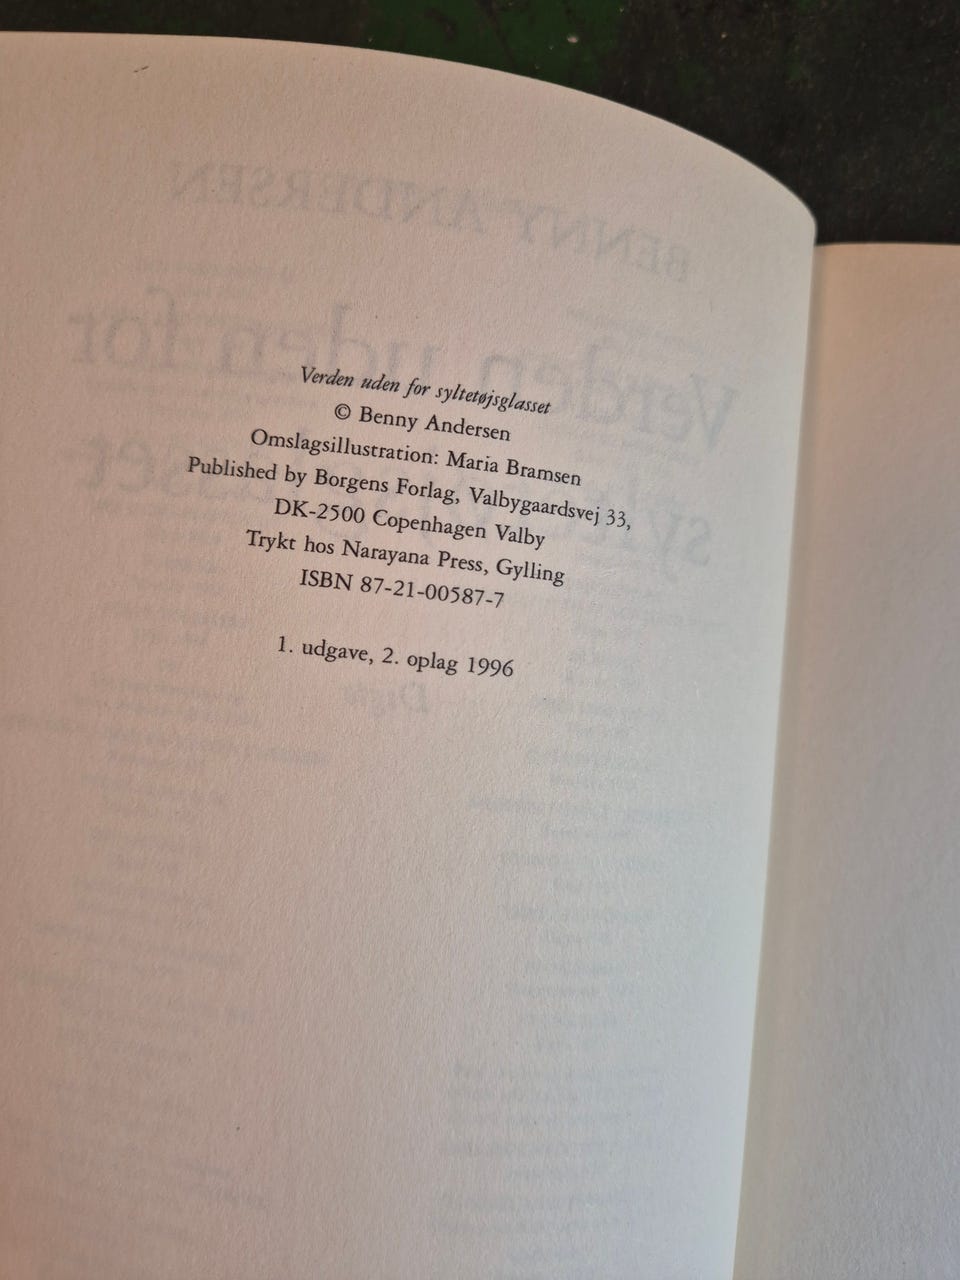 Verden uden for syltetøjsglasset
© Benny Andersen
Omslagsillustration: Maria Bramsen
Published by Borgens Forlag, Valbygaardsvej 33,
DK-2500 Copenhagen Valby
Trykt hos Narayana Press, Gylling
ISBN 87-21-00587-7
1. udgave, 2. oplag 1996